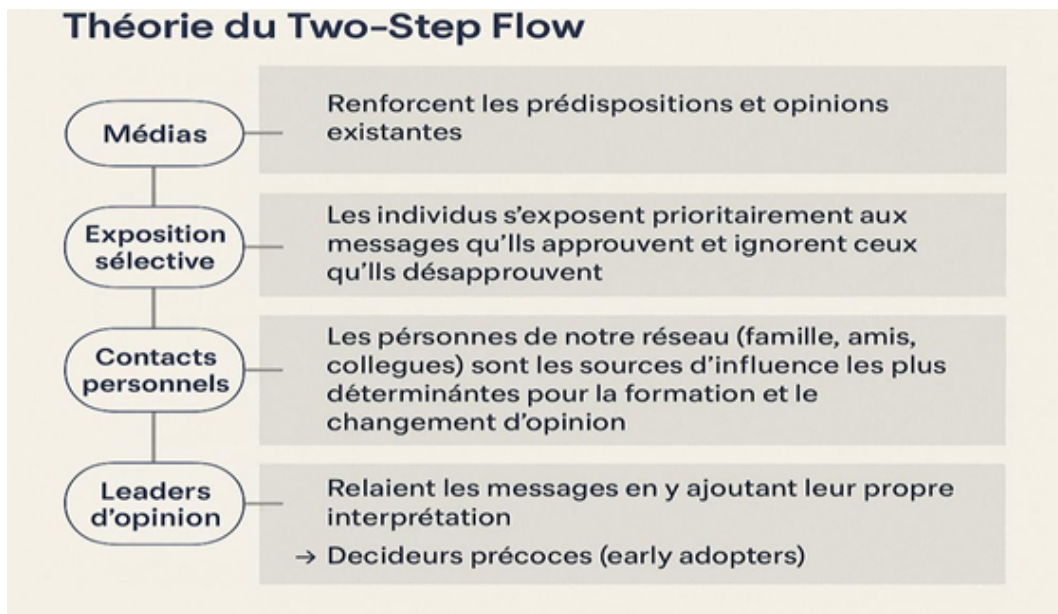 Théorie du Two-Step Flow
Médias
Renforcent les prédispositions et opinions
existantes
Exposition
sélective
Les individus s'exposent prioritairement aux
messages qu'Ils approuvent et ignorent ceux
qu'Ils désapprouvent
Contacts
personnels
Les pérsonnes de notre réseau (famille, amis,
collegues) sont les sources d'influence les plus
déterminántes pour la formation et le
changement d'opinion
Leaders
d'opinion
Relaient les messages en y ajoutant leur propre
interprétation
→ Decideurs précoces (early adopters)